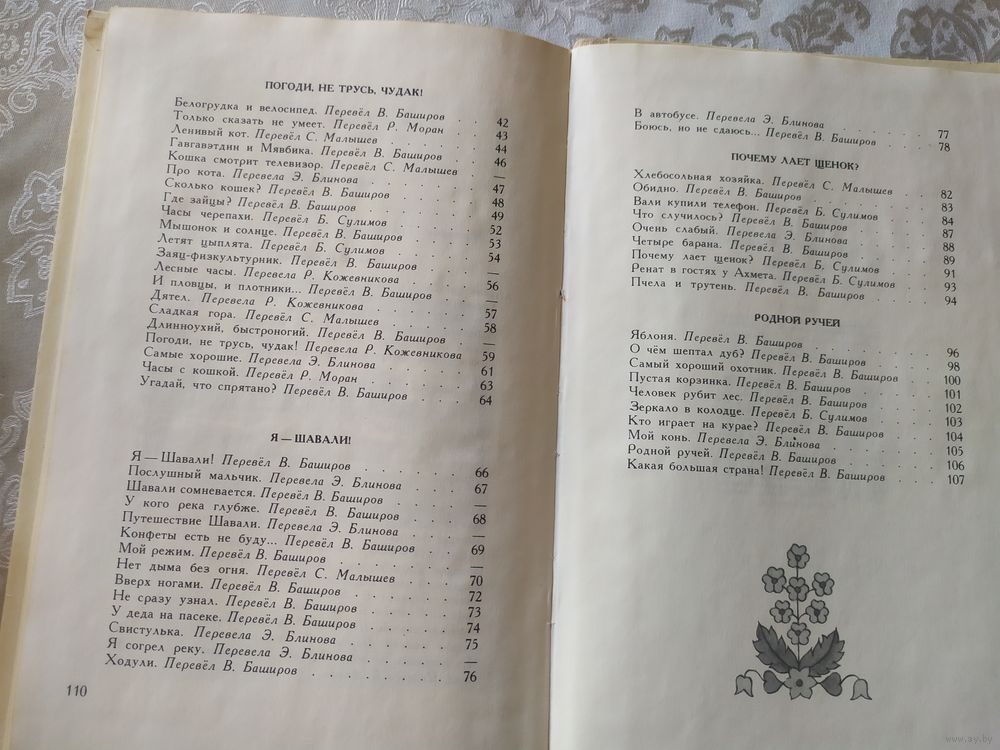 ПОГОДИ, НЕ ТРУСЬ, ЧУДАК!
Белогрудка и велосипед. Перевёл В. Баширов . . 42
Только сказать не умеет. Перевёл Р. Моран . . 43
Ленивый кот. Перевёл С. Малышев . . . . 44
Гавгавэтдин и Мявбика. Перевёл В. Баширов . . 46
Кошка смотрит телевизор. Перевёл С. Малышев . —
Про кота. Перевела Э. Блинова . . . . 47
Сколько кошек? Перевёл В. Баширов . . . 48
Где зайцы? Перевёл В. Баширов . . . . 49
Часы черепахи. Перевёл Б. Сулимов . . . 52
Мышонок и солнце. Перевёл В. Баширов . . . 53
Летят цыплята. Перевёл Б. Сулимов . . . 54
Заяц-физкультурник. Перевёл В. Баширов . . . —
Лесные часы. Перевела Р. Кожевникова . . . 56
И пловцы, и плотники... Перевёл В. Баширов . . —
Дятел. Перевела Р. Кожевникова . . . . 57
Сладкая гора. Перевёл С. Малышев . . . . 58
Длинноухий, быстроногий. Перевёл В. Баширов . . —
Погоди, не трусь, чудак! Перевела Р. Кожевникова 59
Самые хорошие. Перевела Э. Блинова . . . . 61
Часы с кошкой. Перевёл Р. Моран . . . . 63
Угадай, что спрятано? Перевёл В. Баширов . . . 64
Я — ШАВАЛИ!
Я — Шавали! Перевёл В. Баширов . . . . 66
Послушный мальчик. Перевела Э. Блинова . . . 67
Шавали сомневается. Перевёл В. Баширов . . . —
У кого река глубже. Перевёл В. Баширов . . . 68
Путешествие Шавали. Перевела Э. Блинова . . . —
Конфеты есть не буду... Перевёл В. Баширов . . 69
Мой режим. Перевёл В. Баширов . . . . —
Нет дыма без огня. Перевёл С. Малышев . . . 70
Вверх ногами. Перевёл В. Баширов . . . . 72
Не сразу узнал. Перевёл В. Баширов . . . . 73
У деда на пасеке. Перевёл В. Баширов . . . . 74
Свистулька. Перевела Э. Блинова . . . . 75
Я согрел реку. Перевела Э. Блинова . . . . —
Ходули. Перевёл В. Баширов . . . . . . 76
110
В автобусе. Перевела Э. Блинова . . . . . . 77
Боюсь, но не сдаюсь... Перевёл В. Баширов . . . 78
ПОЧЕМУ ЛАЕТ ЩЕНОК?
Хлебосольная хозяйка. Перевёл С. Малышев . . . 82
Обидно. Перевёл В. Баширов . . . . . 83
Вали купили телефон. Перевёл Б. Сулимов . . . 84
Что случилось? Перевёл В. Баширов . . . . 87
Очень слабый. Перевела Э. Блинова . . . . 88
Четыре барана. Перевёл В. Баширов . . . . 89
Почему лает щенок? Перевёл Б. Сулимов . . . 91
Ренат в гостях у Ахмета. Перевёл Б. Сулимов . . 93
Пчела и трутень. Перевёл В. Баширов . . . . 94
РОДНОЙ РУЧЕЙ
Яблоня. Перевёл В. Баширов . . . . . . 96
О чём шептал дуб? Перевёл В. Баширов . . . . 98
Самый хороший охотник. Перевёл В. Баширов . . 100
Пустая корзинка. Перевёл В. Баширов . . . . 101
Человек рубит лес. Перевёл В. Баширов . . . 102
Зеркало в колодце. Перевёл Б. Сулимов . . . 103
Кто играет на курае? Перевёл В. Баширов . . . 104
Мой конь. Перевела Э. Блинова . . . . . 105
Родной ручей. Перевёл В. Баширов . . . . 106
Какая большая страна! Перевёл В. Баширов . . . 107
www.ay.by